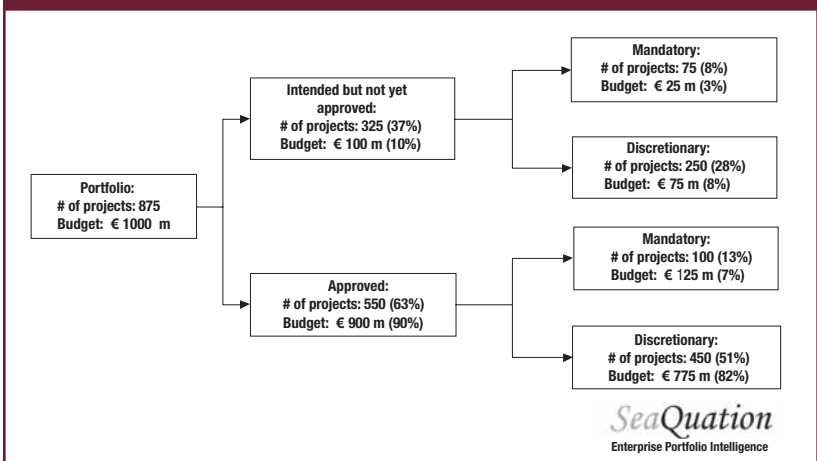 Portfolio:
# of projects: 875
Budget: € 1000 m
Intended but not yet
approved:
# of projects: 325 (37%)
Budget: € 100 m (10%)
Approved:
# of projects: 550 (63%)
Budget: € 900 m (90%)
Mandatory:
# of projects: 75 (8%)
Budget: € 25 m (3%)
Discretionary:
# of projects: 250 (28%)
Budget: € 75 m (8%)
Mandatory:
# of projects: 100 (13%)
Budget: € 125 m (7%)
Discretionary:
# of projects: 450 (51%)
Budget: € 775 m (82%)
SeaQuation
Enterprise Portfolio Intelligence